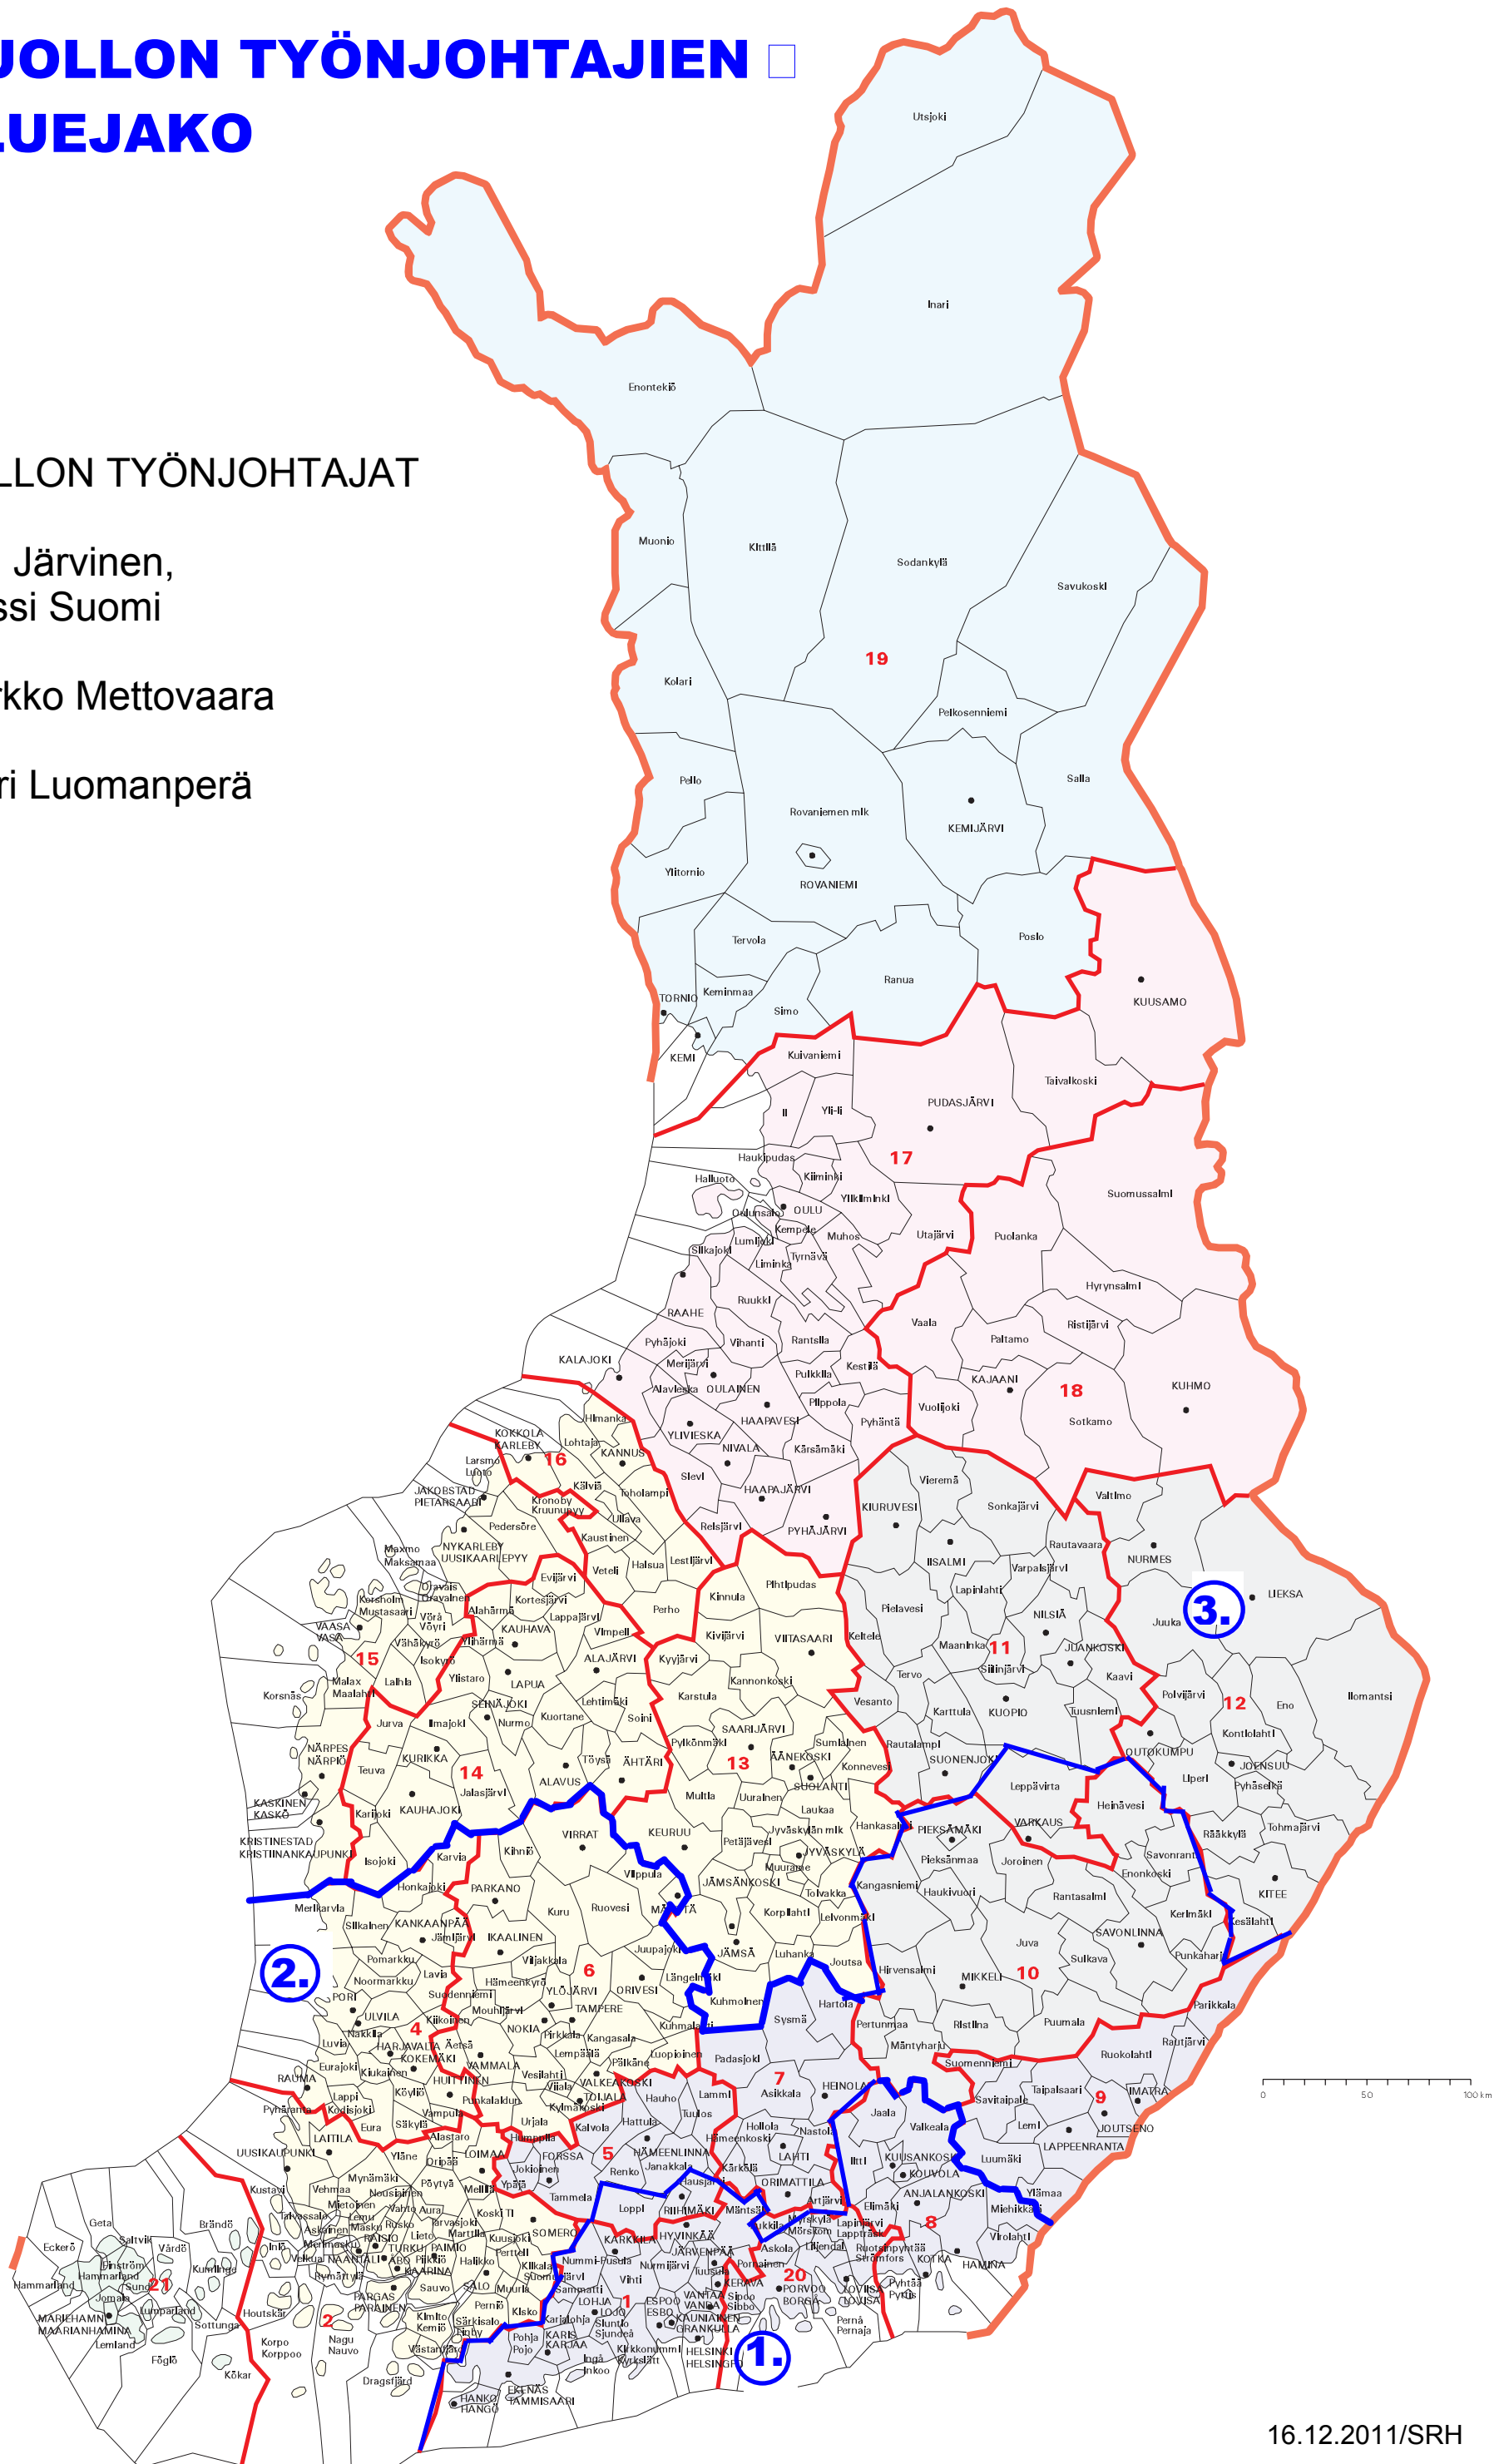 JOLLON TYÖNJOHTAJIEN
LUEJAKO
LLON TYÖNJOHTAJAT
Järvinen,
ssi Suomi
rkko Mettovaara
ri Luomanperä
Utsjoki
Inari
Enontekiö
Muonio
Kittilä
Sodankylä
Savukoski
19
Kolari
Pelkosenniemi
Pello
Salla
Rovaniemen mlk
KEMIJÄRVI
Ylitornio
ROVANIEMI
Tervola
Posio
Ranua
Keminmaa
TORNIO
Simo
KUUSAMO
KEMI
Kuivaniemi
Taivalkoski
Ii
Yli-Ii
PUDASJÄRVI
Haukipudas
17
Kiiminki
Hailuoto
Ylikiiminki
Suomussalmi
OULU
Oulunsalo
Kempele
Muhos
Utajärvi
Puolanka
Lumijoki
Siikajoki
Tyrnävä
Liminka
Hyrynsalmi
Ruukki
RAAHE
Vaala
Ristijärvi
Paltamo
Pyhäjoki
Vihanti
Rantsila
KALAJOKI
Merijärvi
Kestilä
Pulkkila
KAJAANI
KUHMO
Alavieska
OULAINEN
18
Piippola
Vuolijoki
Himanka
HAAPAVESI
Pyhäntä
Sotkamo
KOKKOLA
KARLEBY
Lohtaja
YLIVIESKA
NIVALA
Kärsämäki
KANNUS
16
Larsmo
Luoto
Sievi
Vieremä
Kälviä
Toholampi
HAAPAJÄRVI
JAKOBSTAD
PIETARSAARI
Kronoby
Kruunupyy
KIURUVESI
Sonkajärvi
Valtimo
Ullava
Reisjärvi
PYHÄJÄRVI
Pedersöre
Kaustinen
NYKARLEBY
UUSIKAARLEPYY
Rautavaara
Maxmo
Maksamaa
Halsua
Lestijärvi
IISALMI
Varpaisjärvi
NURMES
Veteli
Evijärvi
Pihtipudas
Oravais
Oravainen
Kortesjärvi
Kinnula
Lapinlahti
LIEKSA
Korsholm
Mustasaari
Alahärmä
Lappajärvi
Perho
Pielavesi
NILSIÄ
3.
Vörå
Vöyri
KAUHAVA
Vimpeli
Juuka
VAASA
VASA
Vähäkyrö
Ylihärmä
Kivijärvi
VIITASAARI
Keitele
Maaninka
JUANKOSKI
Isokyrö
ALAJÄRVI
Kyyjärvi
11
15
Siilinjärvi
Malax
Maalahti
Laihia
Ylistaro
LAPUA
Kannonkoski
Tervo
Kaavi
Korsnäs
Lehtimäki
Karstula
Vesanto
Polvijärvi
12
Eno
Ilomantsi
SEINÄJOKI
Karttula
KUOPIO
Tuusniemi
Jurva
Ilmajoki
Nurmo
Kuortane
Soini
SAARIJÄRVI
Kontiolahti
Sumiainen
Rautalampi
Pylkönmäki
NÄRPES
NÄRPIÖ
KURIKKA
ÄÄNEKOSKI
SUONENJOKI
OUTOKUMPU
JOENSUU
Töysä
ÄHTÄRI
13
Konnevesi
Teuva
14
SUOLAHTI
Leppävirta
Liperi
Pyhäselkä
ALAVUS
Jalasjärvi
Multia
Uurainen
KASKINEN
KASKÖ
KAUHAJOKI
Laukaa
Heinävesi
Karijoki
Hankasalmi
VARKAUS
Tohmajärvi
Jyväskylän mlk
PIEKSÄMÄKI
Rääkkylä
VIRRAT
KEURUU
Petäjävesi
KRISTINESTAD
KRISTIINANKAUPUNKI
Kihniö
JYVÄSKYLÄ
Pieksänmaa
Joroinen
Savonranta
Karvia
Isojoki
Muurame
Enonkoski
Vilppula
Kangasniemi
Haukivuori
Honkajoki
PARKANO
JÄMSÄNKOSKI
Toivakka
Rantasalmi
KITEE
Merikarvia
Kuru
Ruovesi
MÄNTTÄ
Korpilahti
Leivonmäki
Kerimäki
Kesälahti
Siikainen
KANKAANPÄÄ
SAVONLINNA
Jämijärvi
IKAALINEN
Juupajoki
JÄMSÄ
Juva
Luhanka
Joutsa
Sulkava
Punkaharju
2.
Pomarkku
Viljakkala
Hirvensalmi
6
Lavia
10
Noormarkku
Hämeenkyrö
YLÖJÄRVI
ORIVESI
Längelmäki
MIKKELI
PORI
Suodenniemi
Kuhmoinen
Hartola
Parikkala
Mouhijärvi
TAMPERE
ULVILA
Kiikoinen
Sysmä
Pertunmaa
Ristiina
Puumala
NOKIA
Kuhmalahti
4
Nakkila
Pirkkala
Kangasala
Mäntyharju
Luvia
HARJAVALTA
Äetsä
Rautjärvi
Lempäälä
Luopioinen
Padasjoki
KOKEMÄKI
Suomenniemi
Ruokolahti
Eurajoki
VAMMALA
Vesilahti
Pälkäne
Kiukainen
7
RAUMA
HUITTINEN
VALKEAKOSKI
Taipalsaari
IMATRA
Viiala
Hauho
Lammi
Asikkala
HEINOLA
Savitaipale
9
Lappi
Köyliö
Punkalaidun
TOIJALA
Pyhäranta
Kylmäkoski
Kodisjoki
Vampula
Hattula
Tuulos
Jaala
JOUTSENO
Eura
Säkylä
Urjala
Kalvola
Hollola
Nastola
Valkeala
Lemi
LAITILA
Alastaro
Humppila
Hämeenkoski
LAPPEENRANTA
HÄMEENLINNA
UUSIKAUPUNKI
Yläne
LOIMAA
FORSSA
5
LAHTI
Iitti
KUUSANKOSKI
Luumäki
Oripää
Janakkala
Kärkölä
KOUVOLA
Mynämäki
Jokioinen
Renko
Hausjärvi
ORIMATTILA
Kustavi
Vehmaa
Pöytyä
Mellilä
Ypäjä
ANJALANKOSKI
Ylämaa
Nousiainen
Tammela
Artjärvi
Mietoinen
Loppi
Elimäki
Taivassalo
Vahto
Aura
RIIHIMÄKI
Mäntsälä
Miehikkälä
Geta
Brändö
Lemu
Askainen
Koski Tl
Myrskylä
Mörskom
Lapinjärvi
Lappträsk
8
Saltvik
Masku
Rusko
Tarvasjoki
Virolahti
Eckerö
Iniö
Merimasku
RAISIO
Lieto
Marttila
SOMERO
HYVINKÄÄ
Vårdö
TURKU
ÅBO
Kuusjoki
KARKKILA
Liljendal
Ruotsinpyhtää
Strömfors
Velkua
NAANTALI
PAIMIO
JÄRVENPÄÄ
Askola
KOTKA
HAMINA
Kumlinge
Piikkiö
Pertteli
Nummi-Pusula
Pornainen
Hammarland
KAARINA
Halikko
Kiikala
Nurmijärvi
Rymättylä
Suomusjärvi
Tuusula
KERAVA
20
Sund
21
Sauvo
SALO
Muurla
Sammatti
Vihti
PORVOO
BORGÅ
LOVIISA
LOVISA
Pyhtää
Pyttis
Jomala
Lumparland
PARGAS
PARAINEN
LOHJA
LOJO
1
ESPOO
ESBO
VANTAA
VANDA
Sipoo
Sibbo
MARIEHAMN
MAARIANHAMINA
Sottunga
Houtskär
2
Perniö
Kisko
Karjalohja
KAUNIAINEN
GRANKULLA
Lemland
Kimito
Kemiö
Särkisalo
Finby
Siuntio
Sjundeå
Pernå
Pernaja
Korpo
Korppoo
Nagu
Nauvo
Pohja
Pojo
KARIS
KARJAA
Kirkkonummi
Kyrkslätt
HELSINKI
1.
Föglö
Västanfjärd
Ingå
Inkoo
Kökar
Dragsfjärd
EKENÄS
TAMMISAARI
HANKO
HANGÖ
0 50 100 km
16.12.2011/SRH